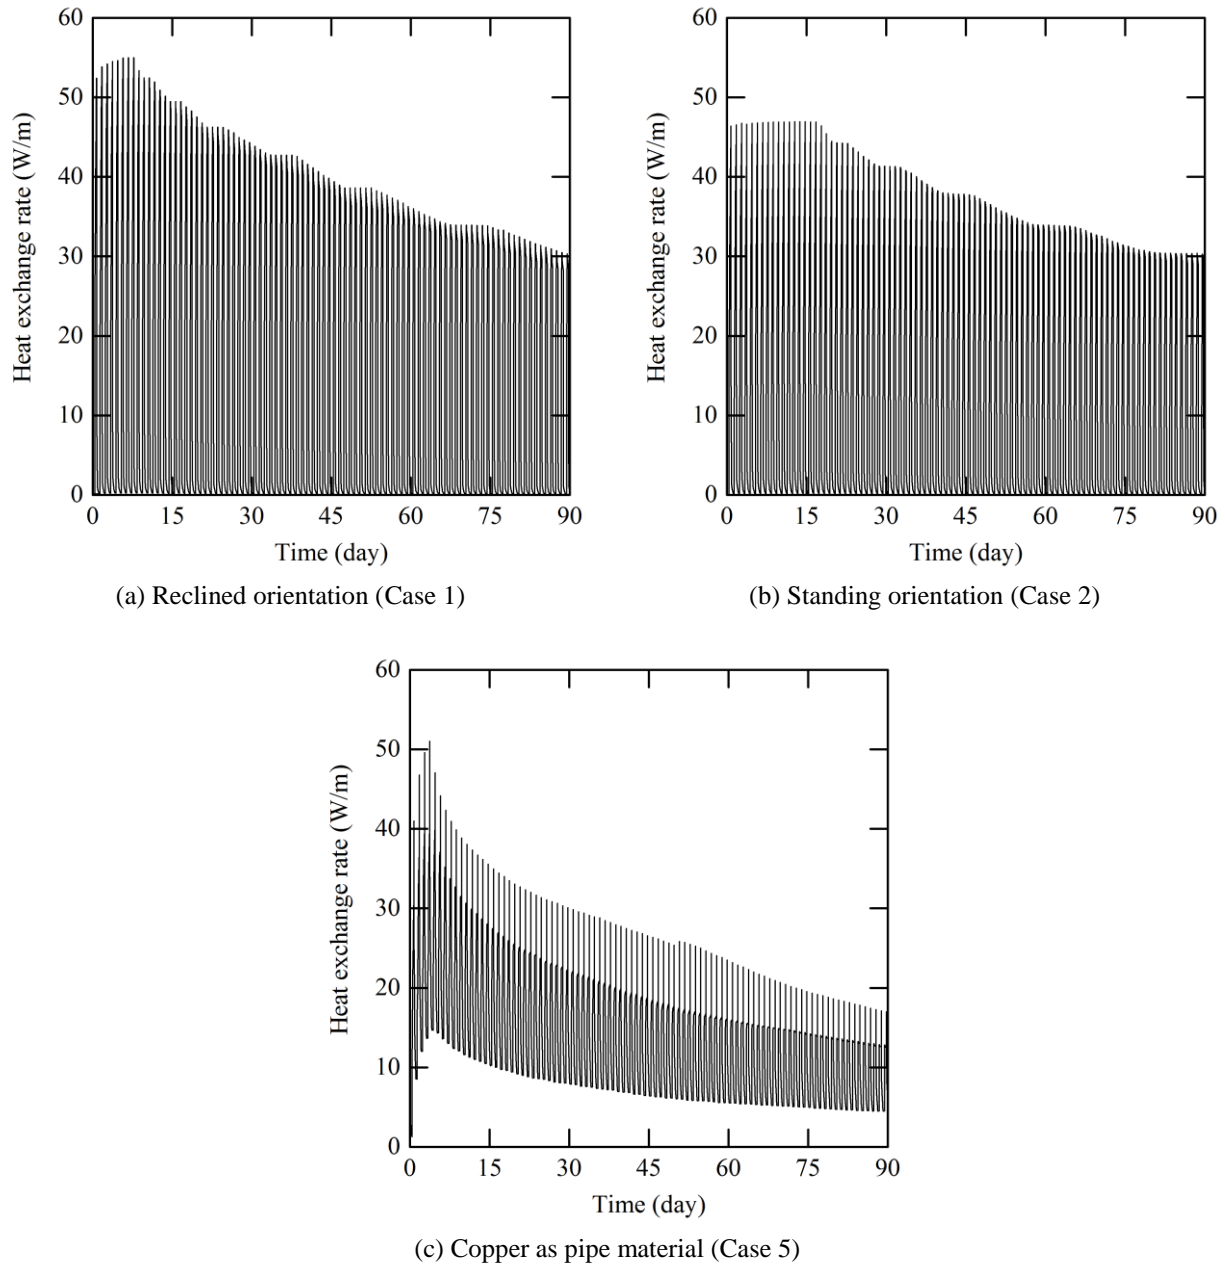 60
50
40
30
20
10
0
Heat exchange rate (W/m)
0 15 30 45 60 75 90
Time (day)
(a) Reclined orientation (Case 1)
60
50
40
30
20
10
0
Heat exchange rate (W/m)
0 15 30 45 60 75 90
Time (day)
(b) Standing orientation (Case 2)
60
50
40
30
20
10
0
Heat exchange rate (W/m)
0 15 30 45 60 75 90
Time (day)
(c) Copper as pipe material (Case 5)